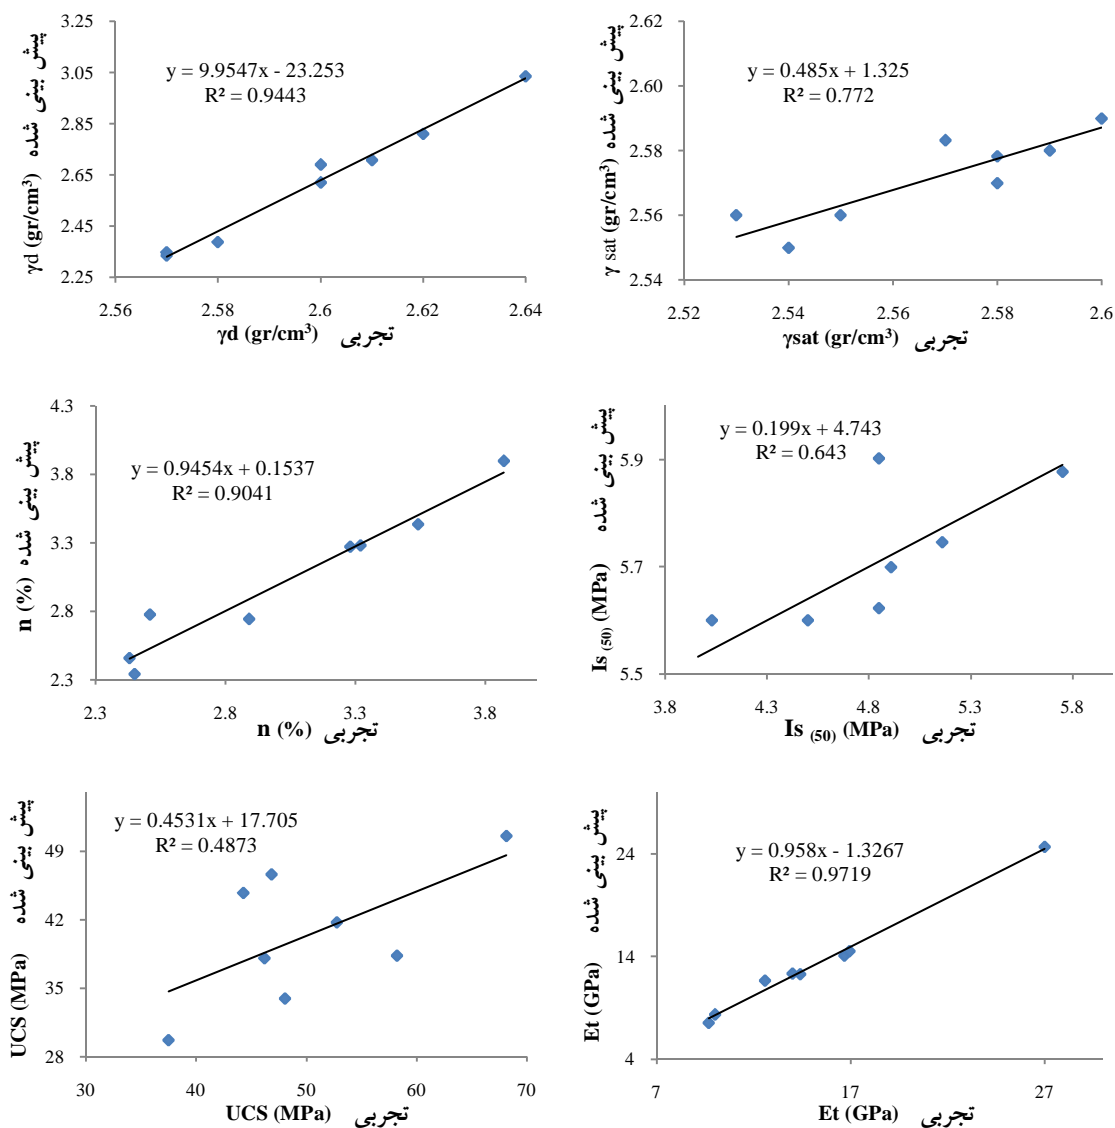 پیش بینی شده γd (gr/cm³)
3.25
3.05
2.85
2.65
2.45
2.25
y = 9.9547x - 23.253
R² = 0.9443
2.56 2.58 2.6 2.62 2.64
γd (gr/cm³) تجربی
پیش بینی شده γ sat (gr/cm³)
2.62
2.60
2.58
2.56
2.54
y = 0.485x + 1.325
R² = 0.772
2.52 2.54 2.56 2.58 2.6
γsat (gr/cm³) تجربی
پیش بینی شده n (%)
4.3
3.8
3.3
2.8
2.3
y = 0.9454x + 0.1537
R² = 0.9041
2.3 2.8 3.3 3.8
n (%) تجربی
پیش بینی شده Is (50) (MPa)
5.9
5.7
5.5
y = 0.199x + 4.743
R² = 0.643
3.8 4.3 4.8 5.3 5.8
Is (50) (MPa) تجربی
پیش بینی شده UCS (MPa)
49
42
35
28
y = 0.4531x + 17.705
R² = 0.4873
30 40 50 60 70
UCS (MPa) تجربی
پیش بینی شده Et (GPa)
24
14
4
y = 0.958x - 1.3267
R² = 0.9719
7 17 27
Et (GPa) تجربی